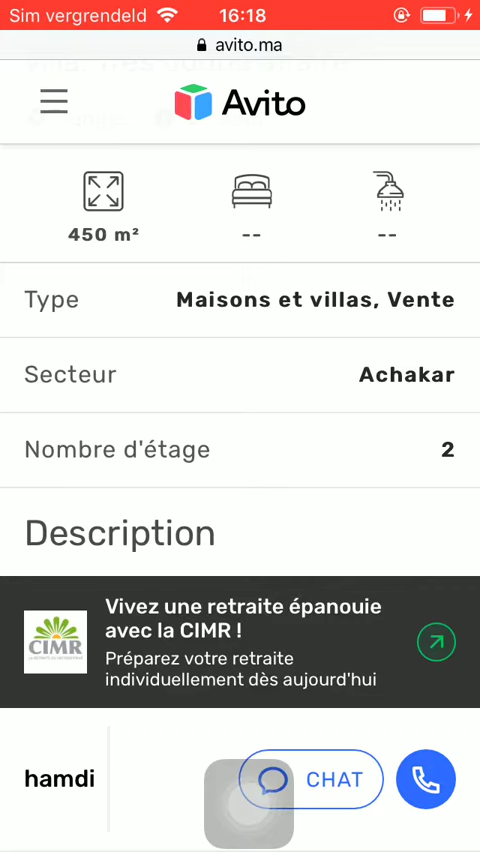 Sim vergrendeld 16:18
avito.ma
Avito
450 m² -- --
Type Maisons et villas, Vente
Secteur Achakar
Nombre d'étage 2
Description
Vivez une retraite épanouie
avec la CIMR !
Préparez votre retraite
individuellement dès aujourd'hui
CIMR
hamdi CHAT